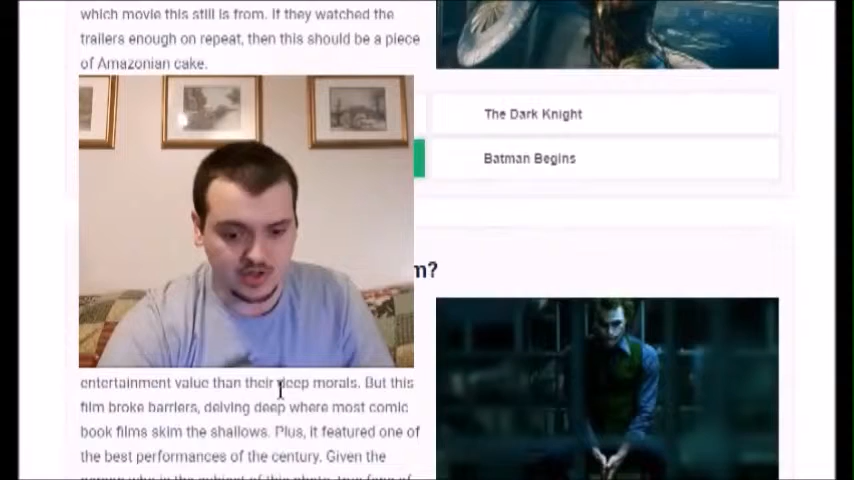 which movie this still is from. If they watched the
trailers enough on repeat, then this should be a piece
of Amazonian cake.
The Dark Knight
Batman Begins
m?
entertainment value than their deep morals. But this
film broke barriers, delving deep where most comic
book films skim the shallows. Plus, it featured one of
the best performances of the century. Given the